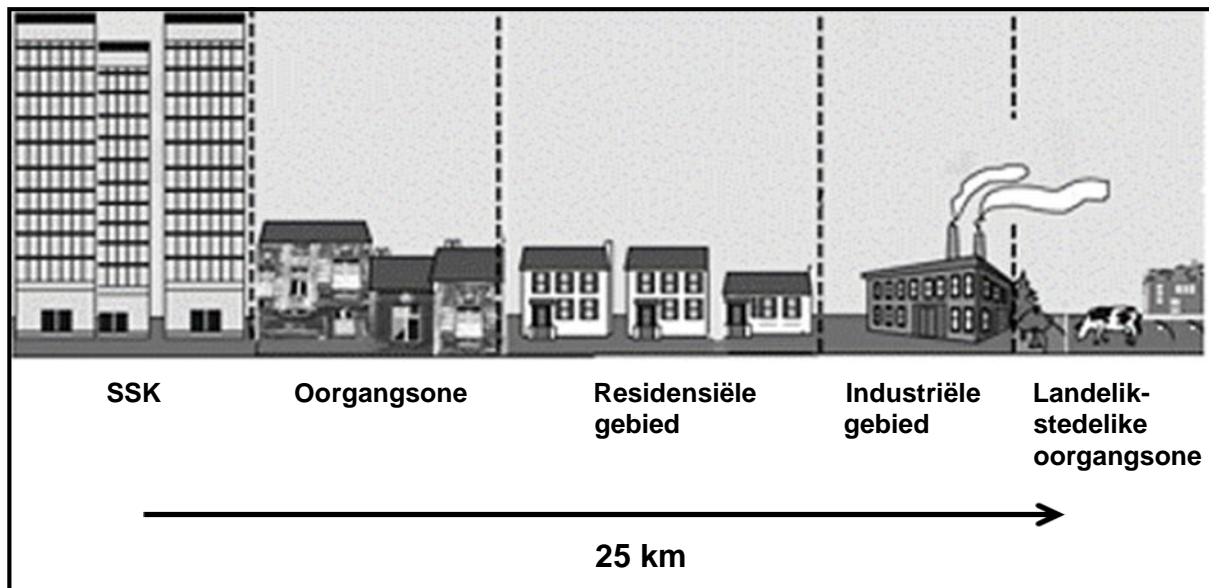 SSK
Oorgangsone
Residensiële
gebied
Industriële
gebied
Landelik-
stedelike
oorgangsone
25 km